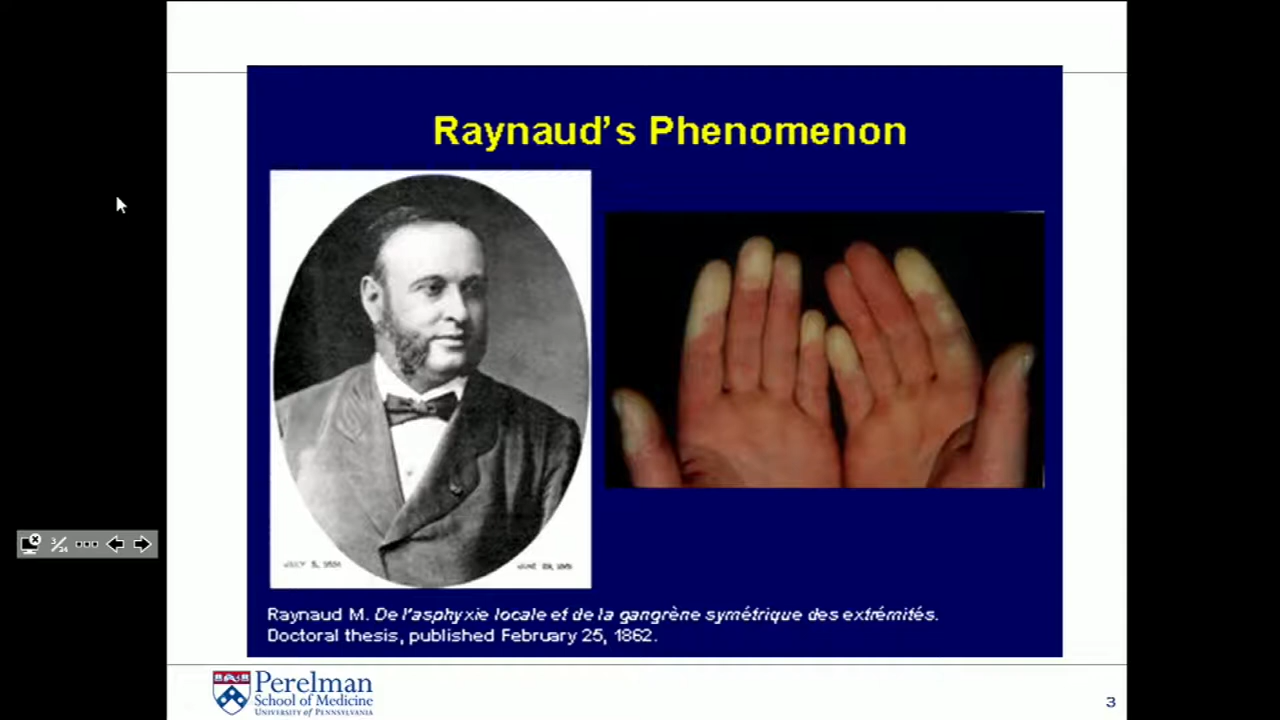 Raynaud's Phenomenon
Raynaud M. De l'asphyxie locale et de la gangrène symétrique des extrémités.
Doctoral thesis, published February 25, 1862.
Perelman
School of Medicine
UNIVERSITY of PENNSYLVANIA
3